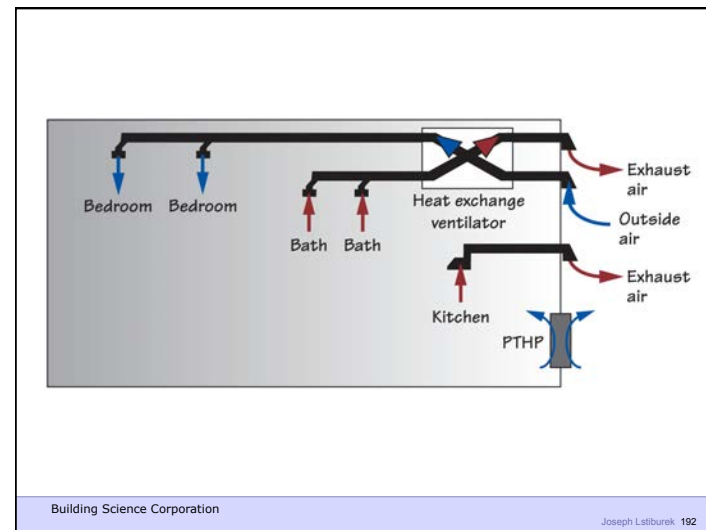 Bedroom
Bedroom
Bath
Bath
Heat exchange
ventilator
Exhaust
air
Outside
air
Kitchen
Exhaust
air
PTHP
Building Science Corporation
Joseph Lstiburek 192